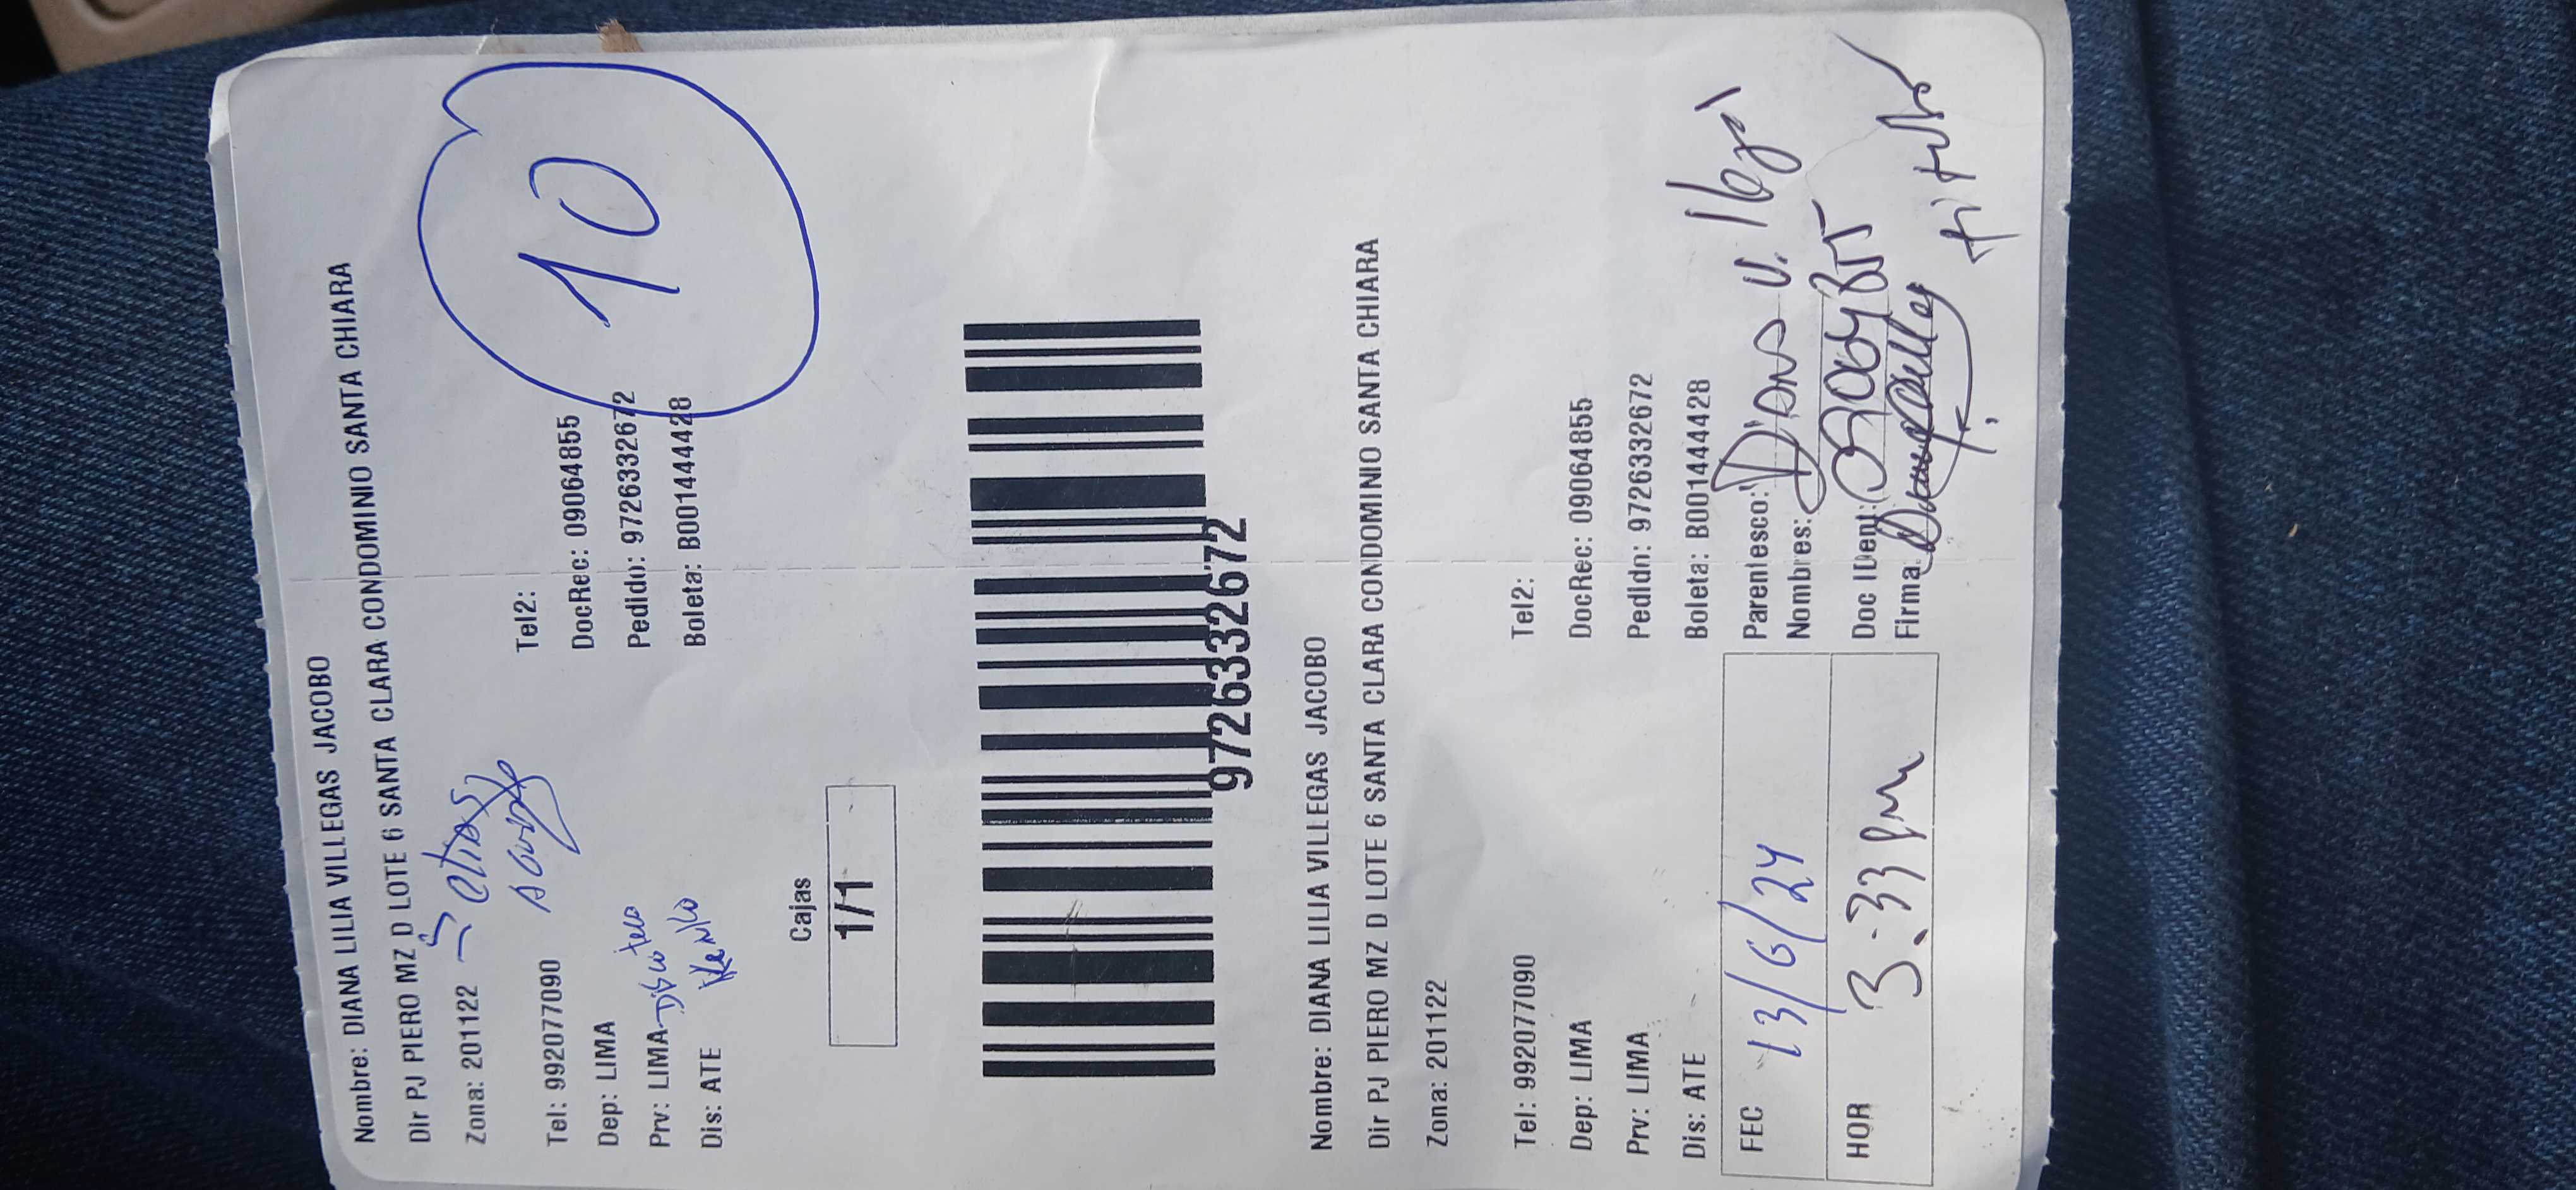 Nombre: DIANA LILIA VILLEGAS JACOBO
Dir PJ PIERO MZ D LOTE 6 SANTA CLARA CONDOMINIO SANTA CHIARA
Zona: 201122
Tel: 992077090 Tel2:
Dep: LIMA DocRec: 09064855
Prv: LIMA Pedido: 9726332672
Dis: ATE Boleta: B001444428
10
Cajas
1/1
9726332672
Nombre: DIANA LILIA VILLEGAS JACOBO
Dir PJ PIERO MZ D LOTE 6 SANTA CLARA CONDOMINIO SANTA CHIARA
Zona: 201122
Tel: 992077090 Tel2:
Dep: LIMA DocRec: 09064855
Prv: LIMA Pedido: 9726332672
Dis: ATE Boleta: B001444428
FEC 13/6/24 Parentesco:
Nombres: Diana
HOR 3:33 pm Doc IDent:
Firma:
titular